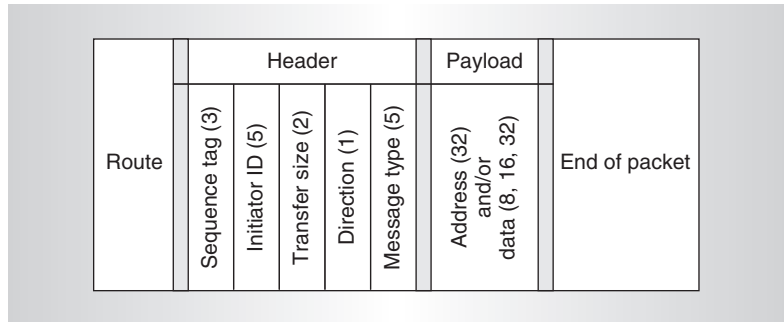 Route
Header
Sequence tag (3)
Initiator ID (5)
Transfer size (2)
Direction (1)
Message type (5)
Payload
Address (32)
and/or
data (8, 16, 32)
End of packet